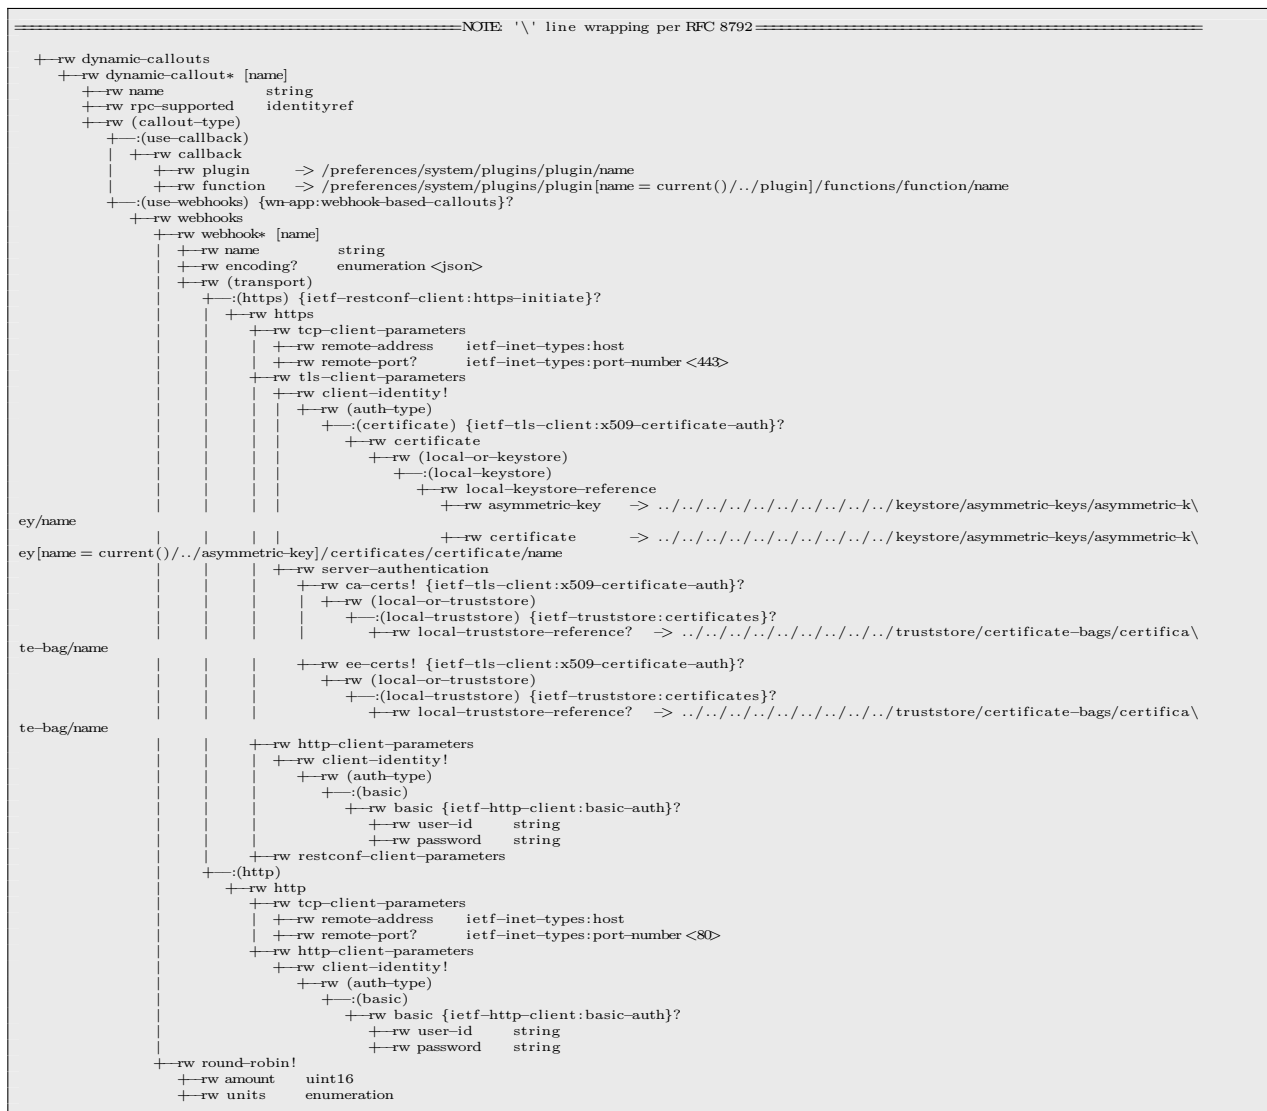 =============== NOTE: '\' line wrapping per RFC 8792 ================
+--rw dynamic-callouts
   +--rw dynamic-callout* [name]
      +--rw name             string
      +--rw rpc-supported    identityref
      +--rw (callout-type)
         +--:(use-callback)
         |  +--rw callback
         |     +--rw plugin      -> /preferences/system/plugins/plugin/name
         |     +--rw function    -> /preferences/system/plugins/plugin[name = current()/../plugin]/functions/function/name
         +--:(use-webhooks) {wn-app:webhook-based-callouts}?
            +--rw webhooks
               +--rw webhook* [name]
               |  +--rw name          string
               |  +--rw encoding?     enumeration <json>
               |  +--rw (transport)
               |     +--:(https) {ietf-restconf-client:https-initiate}?
               |     |  +--rw https
               |     |     +--rw tcp-client-parameters
               |     |     |  +--rw remote-address    ietf-inet-types:host
               |     |     |  +--rw remote-port?      ietf-inet-types:port-number <443>
               |     |     +--rw tls-client-parameters
               |     |     |  +--rw client-identity!
               |     |     |  |  +--rw (auth-type)
               |     |     |  |     +--:(certificate) {ietf-tls-client:x509-certificate-auth}?
               |     |     |  |        +--rw certificate
               |     |     |  |           +--rw (local-or-keystore)
               |     |     |  |              +--:(local-keystore)
               |     |     |  |                 +--rw local-keystore-reference
               |     |     |  |                    +--rw asymmetric-key    -> ../../../../../../../../../../keystore/asymmetric-keys/asymmetric-k\
ey/name
               |     |     |  |                    +--rw certificate       -> ../../../../../../../../../../keystore/asymmetric-keys/asymmetric-k\
ey[name = current()/../asymmetric-key]/certificates/certificate/name
               |     |     |  +--rw server-authentication
               |     |     |     +--rw ca-certs! {ietf-tls-client:x509-certificate-auth}?
               |     |     |     |  +--rw (local-or-truststore)
               |     |     |     |     +--:(local-truststore) {ietf-truststore:certificates}?
               |     |     |     |        +--rw local-truststore-reference?   -> ../../../../../../../../../truststore/certificate-bags/certifica\
te-bag/name
               |     |     |     +--rw ee-certs! {ietf-tls-client:x509-certificate-auth}?
               |     |     |        +--rw (local-or-truststore)
               |     |     |           +--:(local-truststore) {ietf-truststore:certificates}?
               |     |     |              +--rw local-truststore-reference?   -> ../../../../../../../../../truststore/certificate-bags/certifica\
te-bag/name
               |     |     +--rw http-client-parameters
               |     |     |  +--rw client-identity!
               |     |     |     +--rw (auth-type)
               |     |     |        +--:(basic)
               |     |     |           +--rw basic {ietf-http-client:basic-auth}?
               |     |     |              +--rw user-id     string
               |     |     |              +--rw password    string
               |     |     +--rw restconf-client-parameters
               |     +--:(http)
               |        +--rw http
               |           +--rw tcp-client-parameters
               |           |  +--rw remote-address    ietf-inet-types:host
               |           |  +--rw remote-port?      ietf-inet-types:port-number <80>
               |           +--rw http-client-parameters
               |              +--rw client-identity!
               |                 +--rw (auth-type)
               |                    +--:(basic)
               |                       +--rw basic {ietf-http-client:basic-auth}?
               |                          +--rw user-id     string
               |                          +--rw password    string
               +--rw round-robin!
                  +--rw amount    uint16
                  +--rw units     enumeration